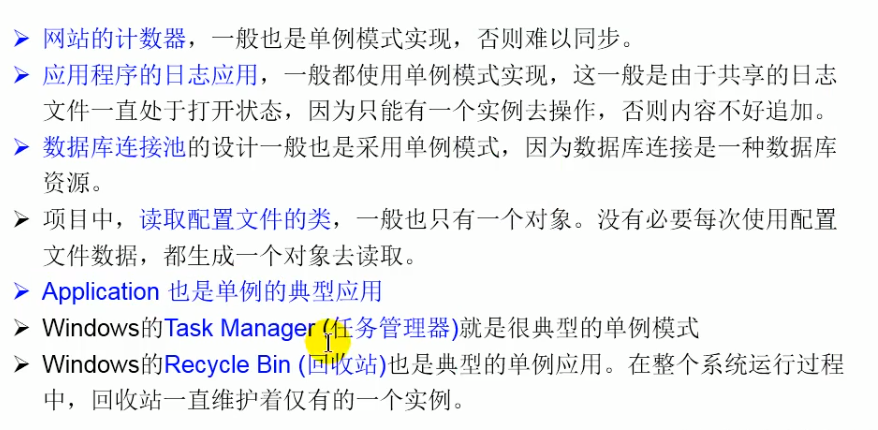 ➢ 网站的计数器，一般也是单例模式实现，否则难以同步。
➢ 应用程序的日志应用，一般都使用单例模式实现，这一般是由于共享的日志
文件一直处于打开状态，因为只能有一个实例去操作，否则内容不好追加。
➢ 数据库连接池的设计一般也是采用单例模式，因为数据库连接是一种数据库
资源。
➢ 项目中，读取配置文件的类，一般也只有一个对象。没有必要每次使用配置
文件数据，都生成一个对象去读取。
➢ Application 也是单例的典型应用
➢ Windows的Task Manager (任务管理器)就是很典型的单例模式
➢ Windows的Recycle Bin (回收站)也是典型的单例应用。在整个系统运行过程
中，回收站一直维护着仅有的一个实例。